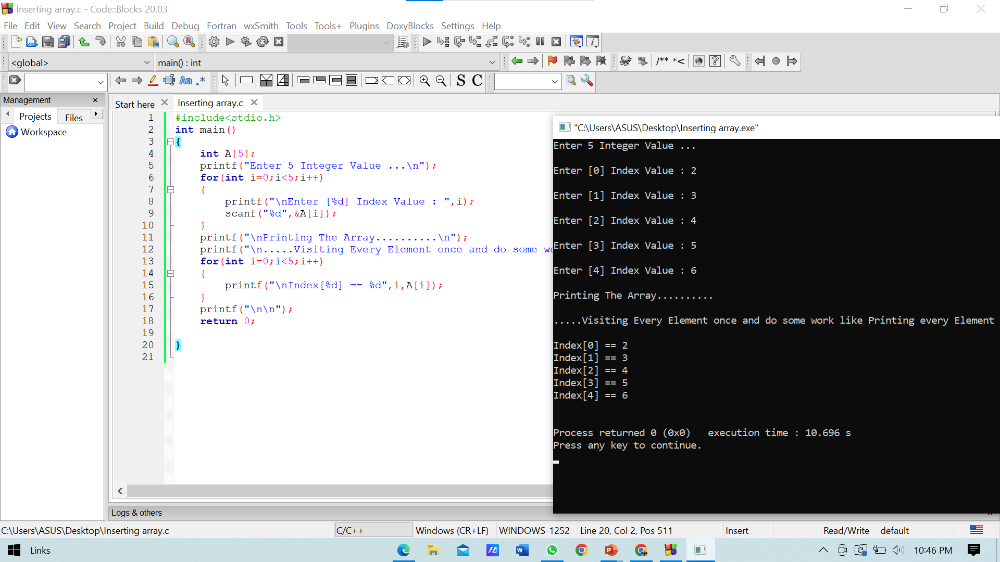 Inserting array.c - Code::Blocks 20.03
File Edit View Search Project Build Debug Fortran wxSmith Tools Tools+ Plugins DoxyBlocks Settings Help
<global> main() : int /** *<
Aa .* S C
Management
Projects Files
Workspace
Start here Inserting array.c
1 #include<stdio.h>
2 int main()
3 {
4 int A[5];
5 printf("Enter 5 Integer Value ...\n");
6 for(int i=0;i<5;i++)
7 {
8 printf("\nEnter [%d] Index Value : ",i);
9 scanf("%d",&A[i]);
10 }
11 printf("\nPrinting The Array..........\n");
12 printf("\n.....Visiting Every Element once and do some wo
13 for(int i=0;i<5;i++)
14 {
15 printf("\nIndex[%d] == %d",i,A[i]);
16 }
17 printf("\n\n");
18 return 0;
19
20 }
21
"C:\Users\ASUS\Desktop\Inserting array.exe"
Enter 5 Integer Value ...
Enter [0] Index Value : 2
Enter [1] Index Value : 3
Enter [2] Index Value : 4
Enter [3] Index Value : 5
Enter [4] Index Value : 6
Printing The Array..........
.....Visiting Every Element once and do some work like Printing every Element
Index[0] == 2
Index[1] == 3
Index[2] == 4
Index[3] == 5
Index[4] == 6
Process returned 0 (0x0) execution time : 10.696 s
Press any key to continue.
Logs & others
C:\Users\ASUS\Desktop\Inserting array.c C/C++ Windows (CR+LF) WINDOWS-1252 Line 20, Col 2, Pos 511 Insert Read/Write default
Links 10:46 PM